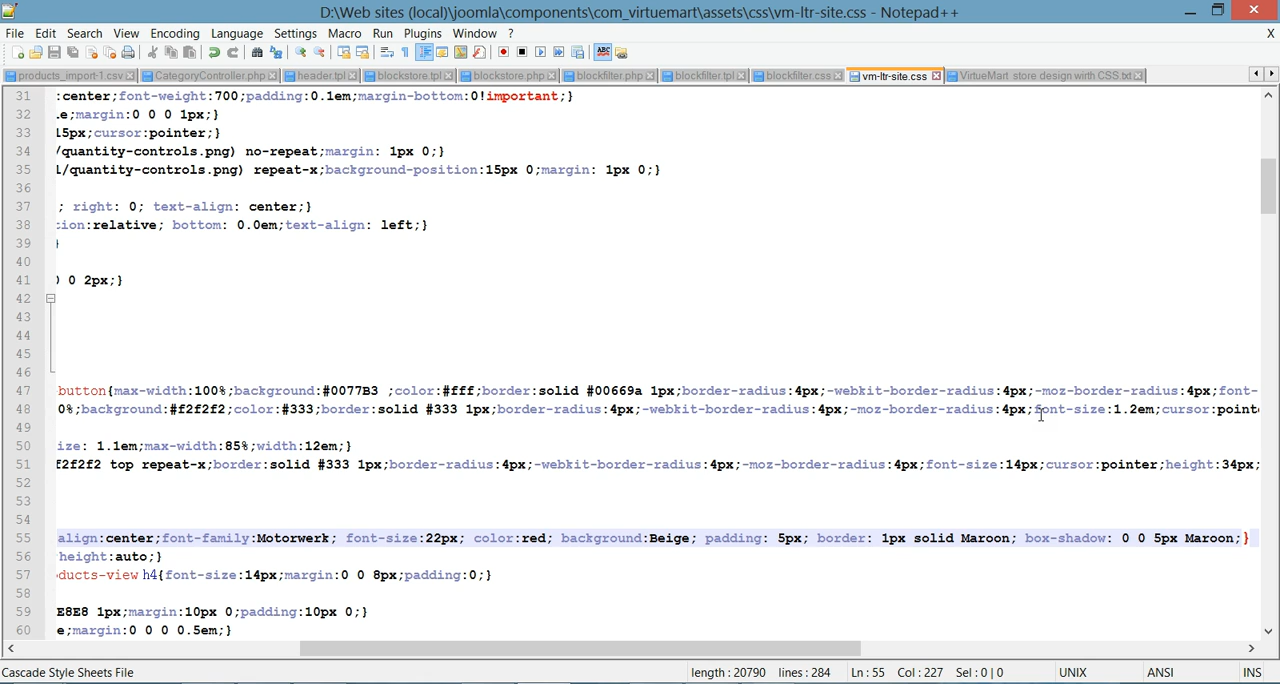 D:\Web sites (local)\joomla\components\com_virtuemart\assets\css\vm-ltr-site.css - Notepad++
File Edit Search View Encoding Language Settings Macro Run Plugins Window ? X
products_import-1.csv CategoryController.php header.tpl blockstore.tpl blockstore.php blockfilter.php blockfilter.tpl blockfilter.css vm-ltr-site.css VirtueMart store design wirth CSS.txt
31 :center;font-weight:700;padding:0.1em;margin-bottom:0!important;}
32 .e;margin:0 0 0 1px;}
33 15px;cursor:pointer;}
34 /quantity-controls.png) no-repeat;margin: 1px 0;}
35 l/quantity-controls.png) repeat-x;background-position:15px 0;margin: 1px 0;}
36
37 ; right: 0; text-align: center;}
38 :ion:relative; bottom: 0.0em;text-align: left;}
39 }
40
41 ) 0 2px;}
42
43
44
45
46
47 button{max-width:100%;background:#0077B3 ;color:#fff;border:solid #00669a 1px;border-radius:4px;-webkit-border-radius:4px;-moz-border-radius:4px;font-
48 0%;background:#f2f2f2;color:#333;border:solid #333 1px;border-radius:4px;-webkit-border-radius:4px;-moz-border-radius:4px;font-size:1.2em;cursor:point
49
50 ize: 1.1em;max-width:85%;width:12em;}
51 f2f2f2 top repeat-x;border:solid #333 1px;border-radius:4px;-webkit-border-radius:4px;-moz-border-radius:4px;font-size:14px;cursor:pointer;height:34px;
52
53
54
55 align:center;font-family:Motorwerk; font-size:22px; color:red; background:Beige; padding: 5px; border: 1px solid Maroon; box-shadow: 0 0 5px Maroon;}
56 height:auto;}
57 ducts-view h4{font-size:14px;margin:0 0 8px;padding:0;}
58
59 E8E8 1px;margin:10px 0;padding:10px 0;}
60 e;margin:0 0 0 0.5em;}
Cascade Style Sheets File length : 20790 lines : 284 Ln : 55 Col : 227 Sel : 0 | 0 UNIX ANSI INS